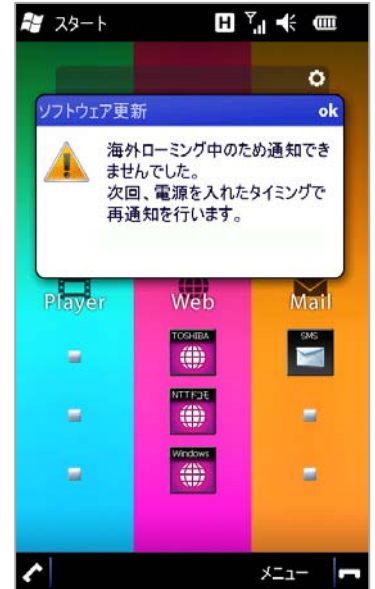 スタート
H
ソフトウェア更新 ok
海外ローミング中のため通知でき
ませんでした。
次回、電源を入れたタイミングで
再通知を行います。
Player Web Mail
TOSHIBA SMS
NTTドコモ
Windows
メニュー